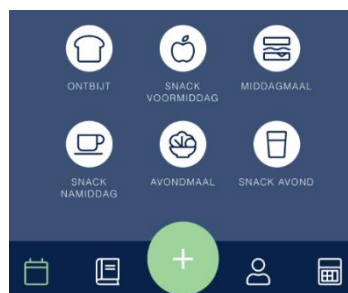 ONTBIJT
SNACK
VOORMIDDAG
MIDDAGMAAL
SNACK
NAMIDDAG
AVONDMAAL
SNACK AVOND